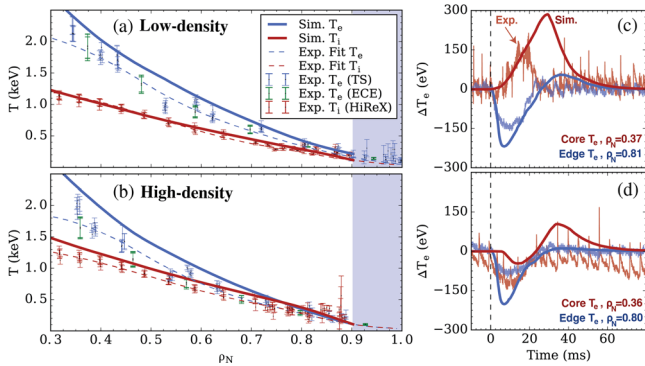 (a) Low-density
Sim. Te
Sim. Ti
Exp. Fit Te
Exp. Fit Ti
Exp. Te (TS)
Exp. Te (ECE)
Exp. Ti (HiReX)
T (keV)
2.0
1.5
1.0
0.5
(b) High-density
T (keV)
2.0
1.5
1.0
0.5
0.3 0.4 0.5 0.6 0.7 0.8 0.9 1.0
ρN
(c)
Exp.
Sim.
ΔTe (eV)
300
150
0
−150
−300
Core Te, ρN=0.37
Edge Te, ρN=0.81
(d)
ΔTe (eV)
300
150
0
−150
−300
Core Te, ρN=0.36
Edge Te, ρN=0.80
0 20 40 60
Time (ms)